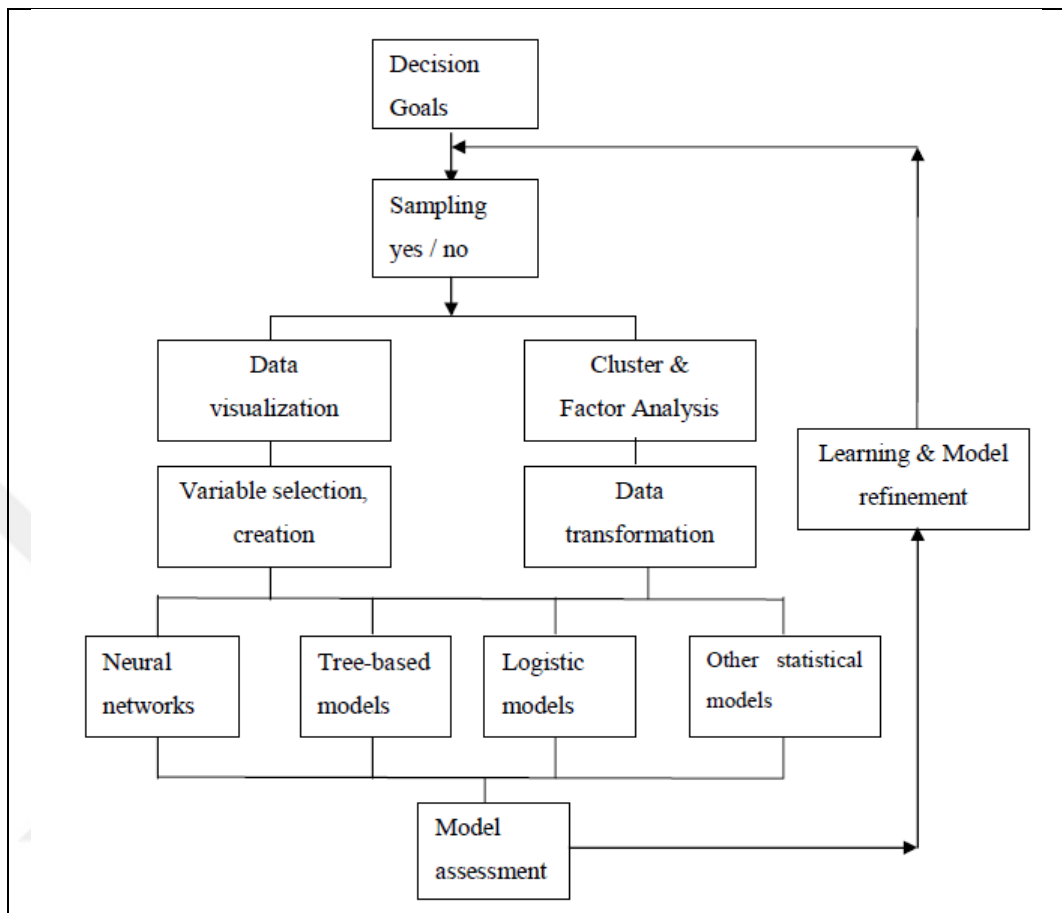 Decision
Goals
Sampling
yes / no
Data
visualization
Cluster &
Factor Analysis
Variable selection,
creation
Data
transformation
Learning & Model
refinement
Neural
networks
Tree-based
models
Logistic
models
Other statistical
models
Model
assessment